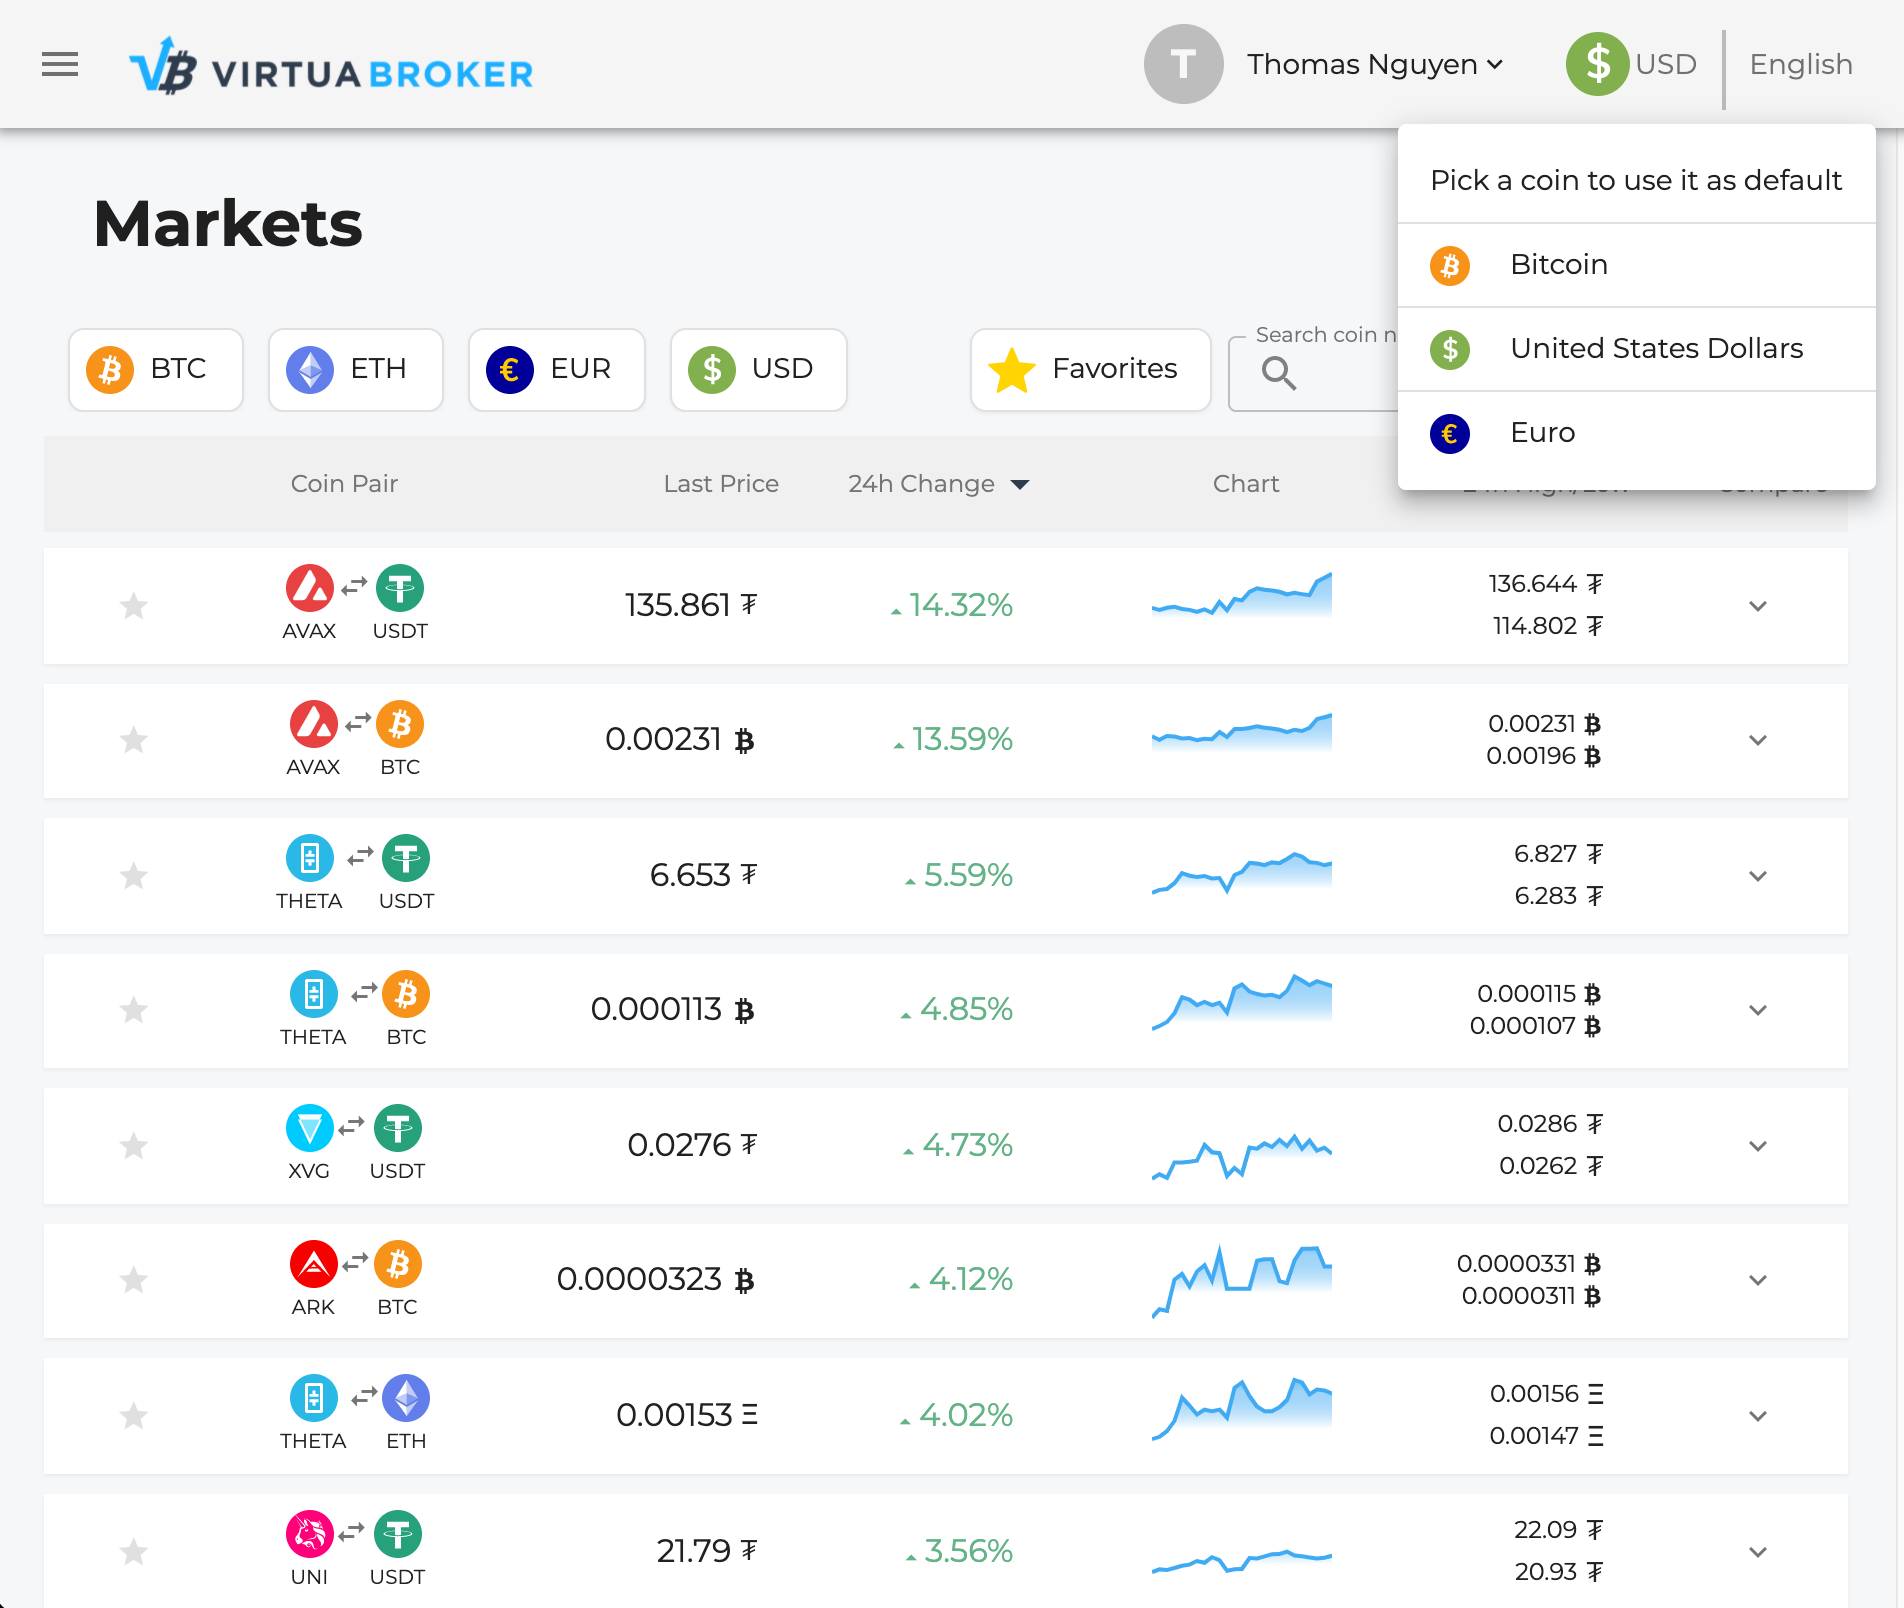 VIRTUABROKER
T
Thomas Nguyen
$ USD
English
Pick a coin to use it as default
Bitcoin
United States Dollars
Euro
Markets
BTC
ETH
€ EUR
$ USD
Favorites
Search coin n
Coin Pair
Last Price
24h Change
Chart
AVAX
USDT
135.861 ₮
14.32%
136.644 ₮
114.802 ₮
AVAX
BTC
0.00231 ₿
13.59%
0.00231 ₿
0.00196 ₿
THETA
USDT
6.653 ₮
5.59%
6.827 ₮
6.283 ₮
THETA
BTC
0.000113 ₿
4.85%
0.000115 ₿
0.000107 ₿
XVG
USDT
0.0276 ₮
4.73%
0.0286 ₮
0.0262 ₮
ARK
BTC
0.0000323 ₿
4.12%
0.0000331 ₿
0.0000311 ₿
THETA
ETH
0.00153 Ξ
4.02%
0.00156 Ξ
0.00147 Ξ
UNI
USDT
21.79 ₮
3.56%
22.09 ₮
20.93 ₮